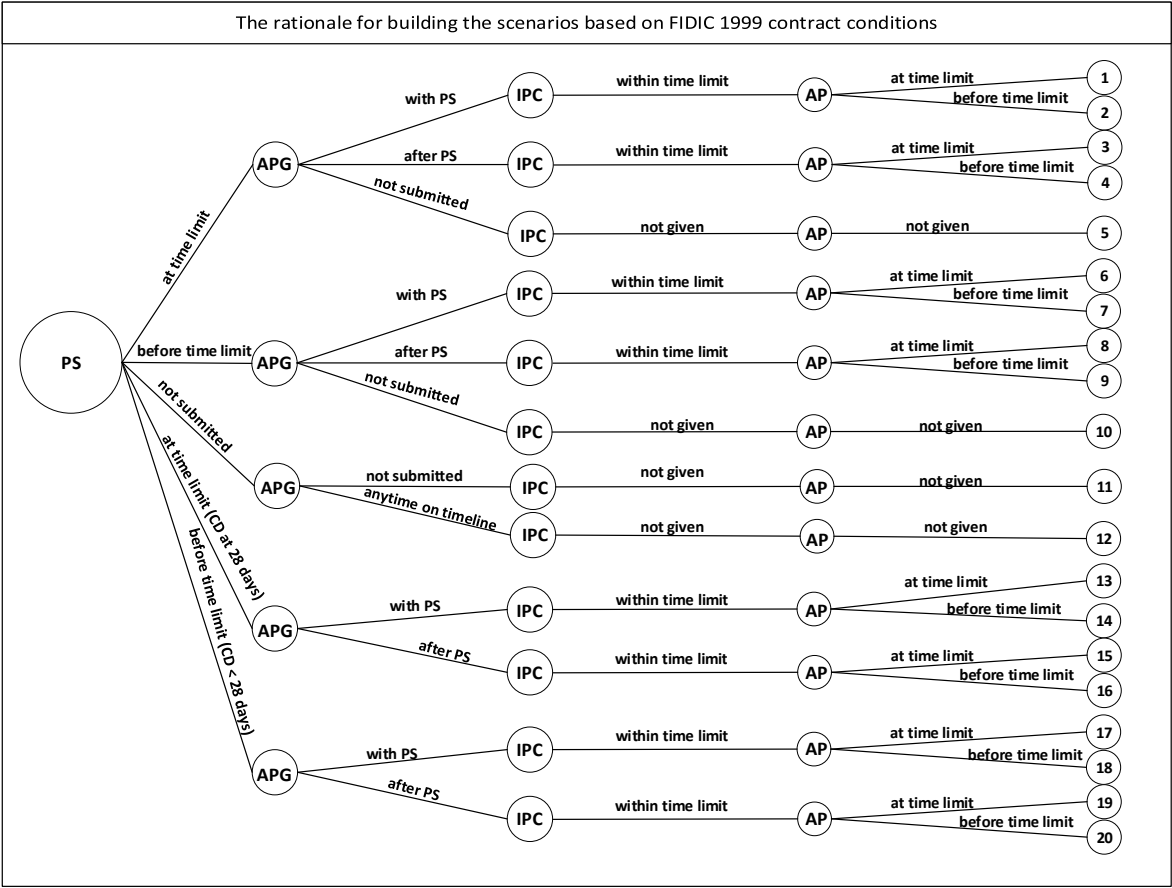 The rationale for building the scenarios based on FIDIC 1999 contract conditions
with PS
IPC
within time limit
AP
at time limit
1
before time limit
2
APG
after PS
IPC
within time limit
AP
at time limit
3
before time limit
4
not submitted
IPC
not given
AP
not given
5
at time limit
with PS
IPC
within time limit
AP
at time limit
6
before time limit
7
PS
before time limit
APG
after PS
IPC
within time limit
AP
at time limit
8
before time limit
9
not submitted
IPC
not given
AP
not given
10
not submitted
APG
not submitted
IPC
not given
AP
not given
11
anytime on timeline
IPC
not given
AP
not given
12
at time limit (CD at 28 days)
APG
with PS
IPC
within time limit
AP
at time limit
13
before time limit
14
after PS
IPC
within time limit
AP
at time limit
15
before time limit
16
before time limit (CD < 28 days)
APG
with PS
IPC
within time limit
AP
at time limit
17
before time limit
18
after PS
IPC
within time limit
AP
at time limit
19
before time limit
20